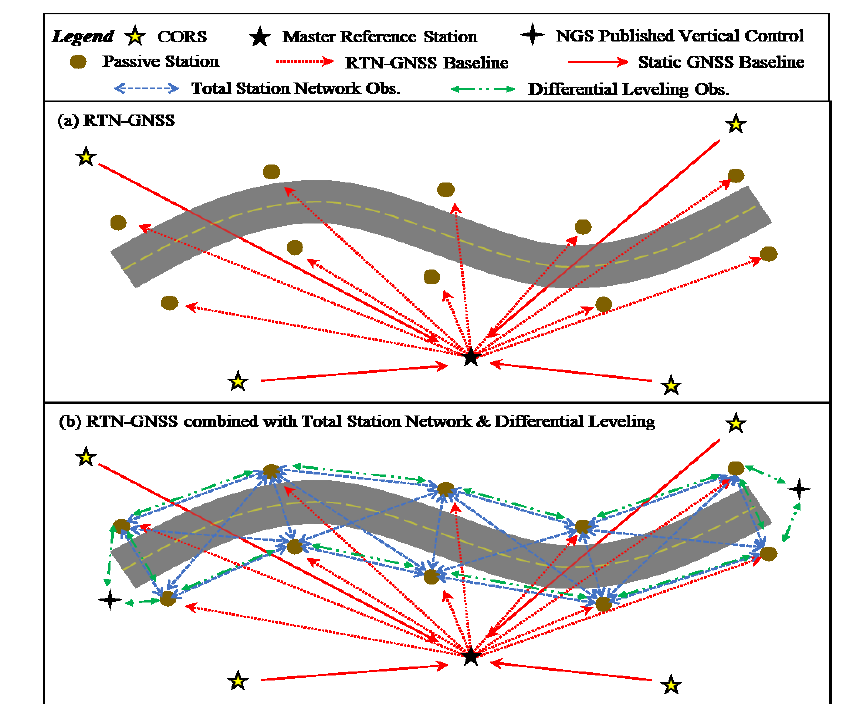 Legend CORS Master Reference Station NGS Published Vertical Control
Passive Station RTN-GNSS Baseline Static GNSS Baseline
Total Station Network Obs. Differential Leveling Obs.
(a) RTN-GNSS
(b) RTN-GNSS combined with Total Station Network & Differential Leveling